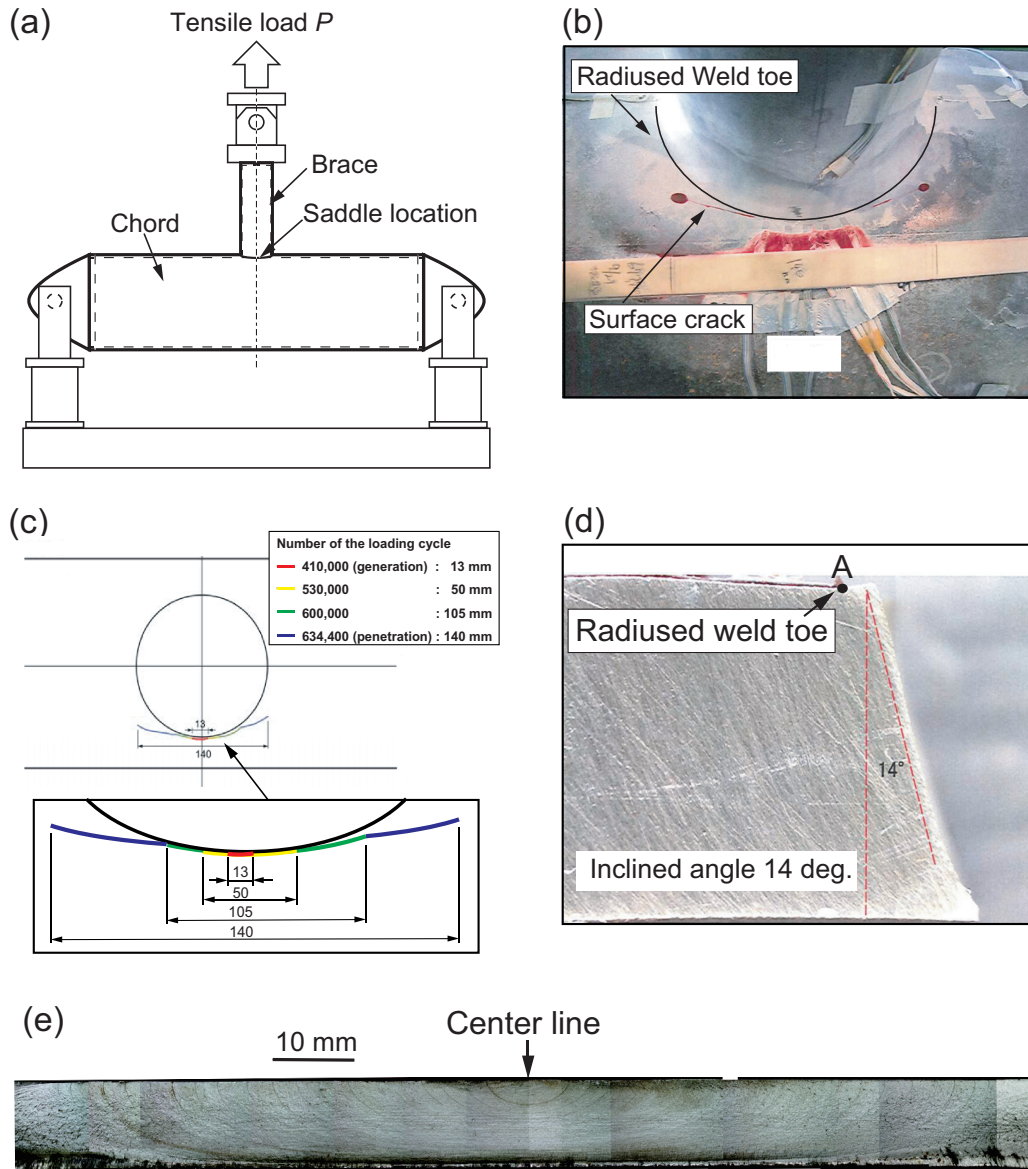 (a)
Tensile load P
Brace
Saddle location
Chord
(b)
Radiused Weld toe
Surface crack
(c)
Number of the loading cycle
410,000 (generation) : 13 mm
530,000 : 50 mm
600,000 : 105 mm
634,400 (penetration) : 140 mm
13
140
13
50
105
140
(d)
A
Radiused weld toe
14°
Inclined angle 14 deg.
(e)
10 mm
Center line